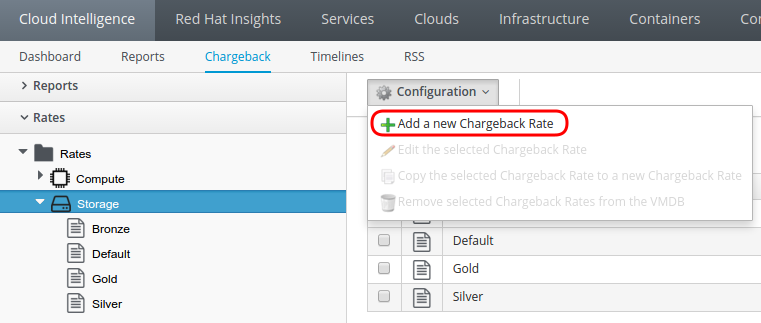 Cloud Intelligence Red Hat Insights Services Clouds Infrastructure Containers
Dashboard Reports Chargeback Timelines RSS
Reports
Rates
Rates
Compute
Storage
Bronze
Default
Gold
Silver
Configuration
Add a new Chargeback Rate
Edit the selected Chargeback Rate
Copy the selected Chargeback Rate to a new Chargeback Rate
Remove selected Chargeback Rates from the VMDB
Default
Gold
Silver